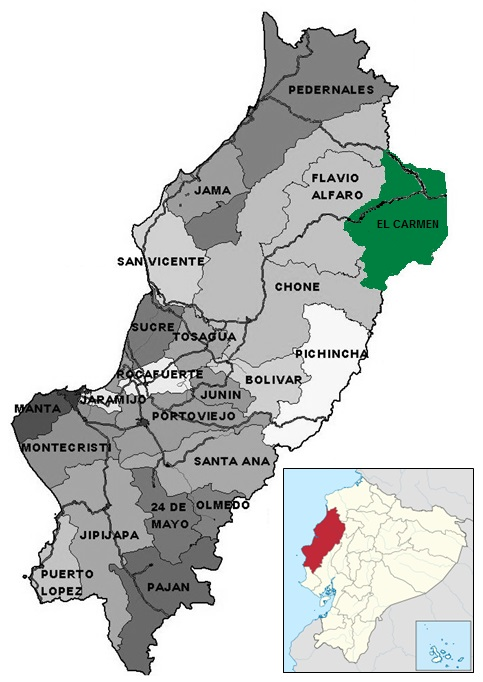 PEDERNALES
FLAVIO
ALFARO
JAMA
EL CARMEN
SAN VICENTE
CHONE
SUCRE
TOSAGUA
PICHINCHA
ROCAFUERTE
BOLIVAR
JUNIN
JARAMIJO
MANTA
PORTOVIEJO
MONTECRISTI
SANTA ANA
24 DE
MAYO
OLMEDO
JIPIJAPA
PUERTO
LOPEZ
PAJAN